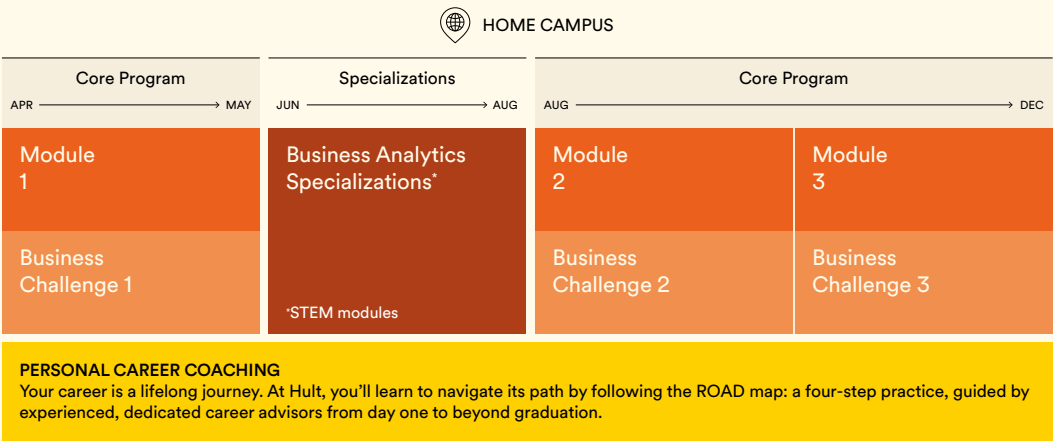 HOME CAMPUS
Core Program
APR MAY
Specializations
JUN AUG
Core Program
AUG DEC
Module
1
Business
Challenge 1
Business Analytics
Specializations*
*STEM modules
Module
2
Business
Challenge 2
Module
3
Business
Challenge 3
PERSONAL CAREER COACHING
Your career is a lifelong journey. At Hult, you’ll learn to navigate its path by following the ROAD map: a four-step practice, guided by
experienced, dedicated career advisors from day one to beyond graduation.